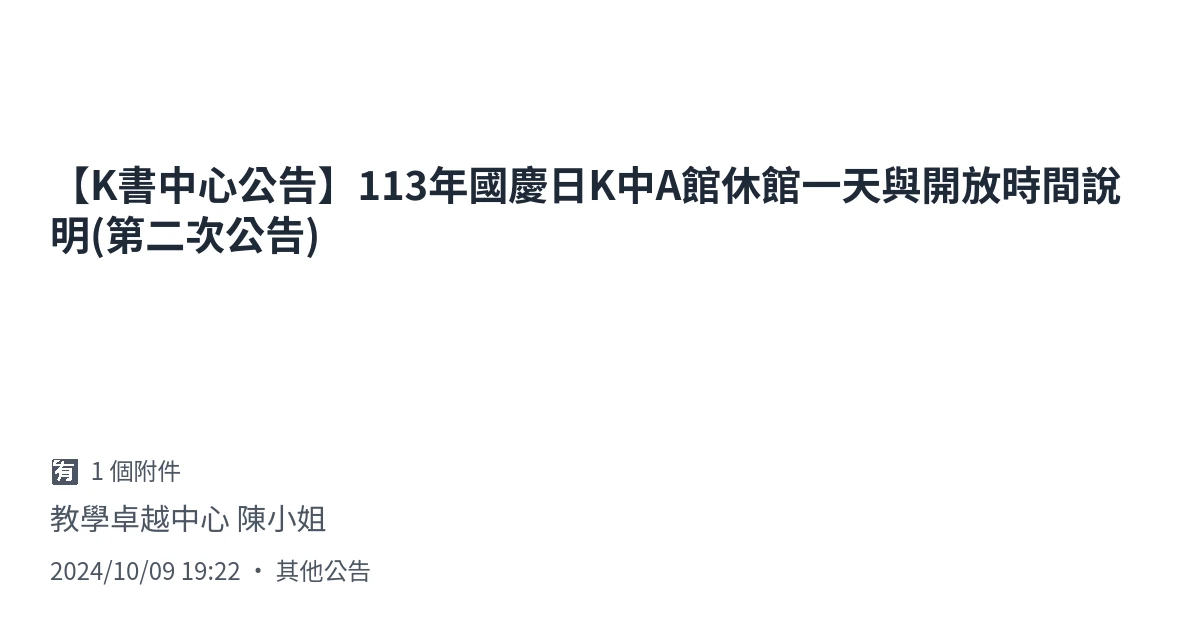 【K書中心公告】113年國慶日K中A館休館一天與開放時間說
明(第二次公告)
🈶 1 個附件
教學卓越中心 陳小姐
2024/10/09 19:22 • 其他公告